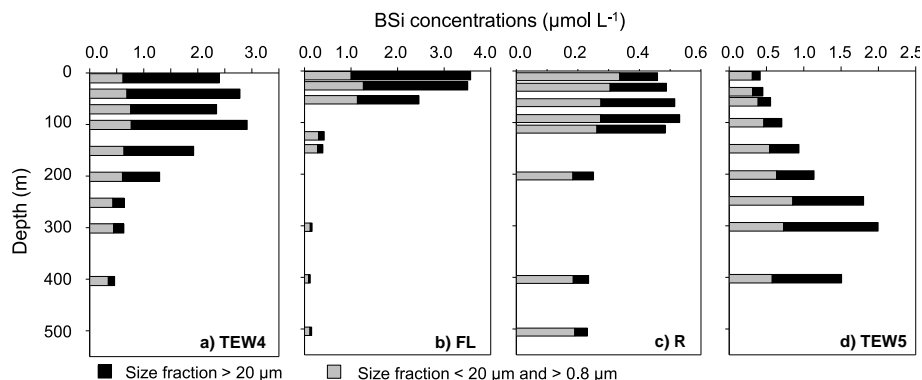 BSi concentrations (µmol L⁻¹)
0.0 1.0 2.0 3.0
0.0 1.0 2.0 3.0 4.0
0.0 0.2 0.4 0.6
0.0 0.5 1.0 1.5 2.0 2.5
Depth (m)
0
100
200
300
400
500
a) TEW4
b) FL
c) R
d) TEW5
Size fraction > 20 µm
Size fraction < 20 µm and > 0.8 µm